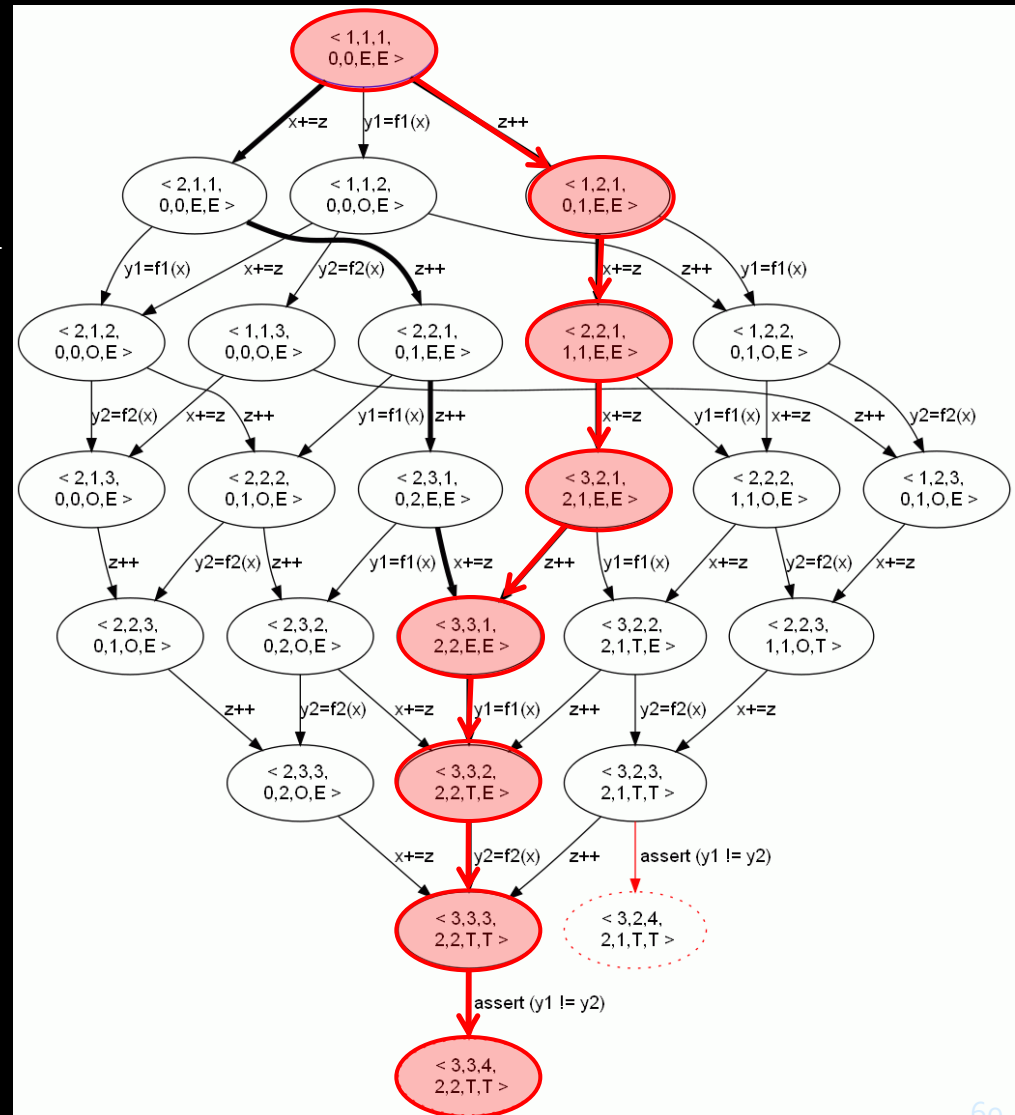 < 1,1,1,
0,0,E,E >
x+=z
y1=f1(x)
z++
< 2,1,1,
0,0,E,E >
< 1,1,2,
0,0,O,E >
< 1,2,1,
0,1,E,E >
y1=f1(x)
x+=z
y2=f2(x)
z++
x+=z
z++
y1=f1(x)
< 2,1,2,
0,0,O,E >
< 1,1,3,
0,0,O,E >
< 2,2,1,
0,1,E,E >
< 2,2,1,
1,1,E,E >
< 1,2,2,
0,1,O,E >
y2=f2(x)
x+=z
z++
y1=f1(x)
z++
x+=z
y1=f1(x)
x+=z
z++
y2=f2(x)
< 2,1,3,
0,0,O,E >
< 2,2,2,
0,1,O,E >
< 2,3,1,
0,2,E,E >
< 3,2,1,
2,1,E,E >
< 2,2,2,
1,1,O,E >
< 1,2,3,
0,1,O,E >
z++
y2=f2(x)
z++
y1=f1(x)
x+=z
z++
y1=f1(x)
x+=z
y2=f2(x)
x+=z
< 2,2,3,
0,1,O,E >
< 2,3,2,
0,2,O,E >
< 3,3,1,
2,2,E,E >
< 3,2,2,
2,1,T,E >
< 2,2,3,
1,1,O,T >
z++
y2=f2(x)
x+=z
y1=f1(x)
z++
y2=f2(x)
x+=z
< 2,3,3,
0,2,O,E >
< 3,3,2,
2,2,T,E >
< 3,2,3,
2,1,T,T >
x+=z
y2=f2(x)
z++
assert (y1 != y2)
< 3,3,3,
2,2,T,T >
< 3,2,4,
2,1,T,T >
assert (y1 != y2)
< 3,3,4,
2,2,T,T >